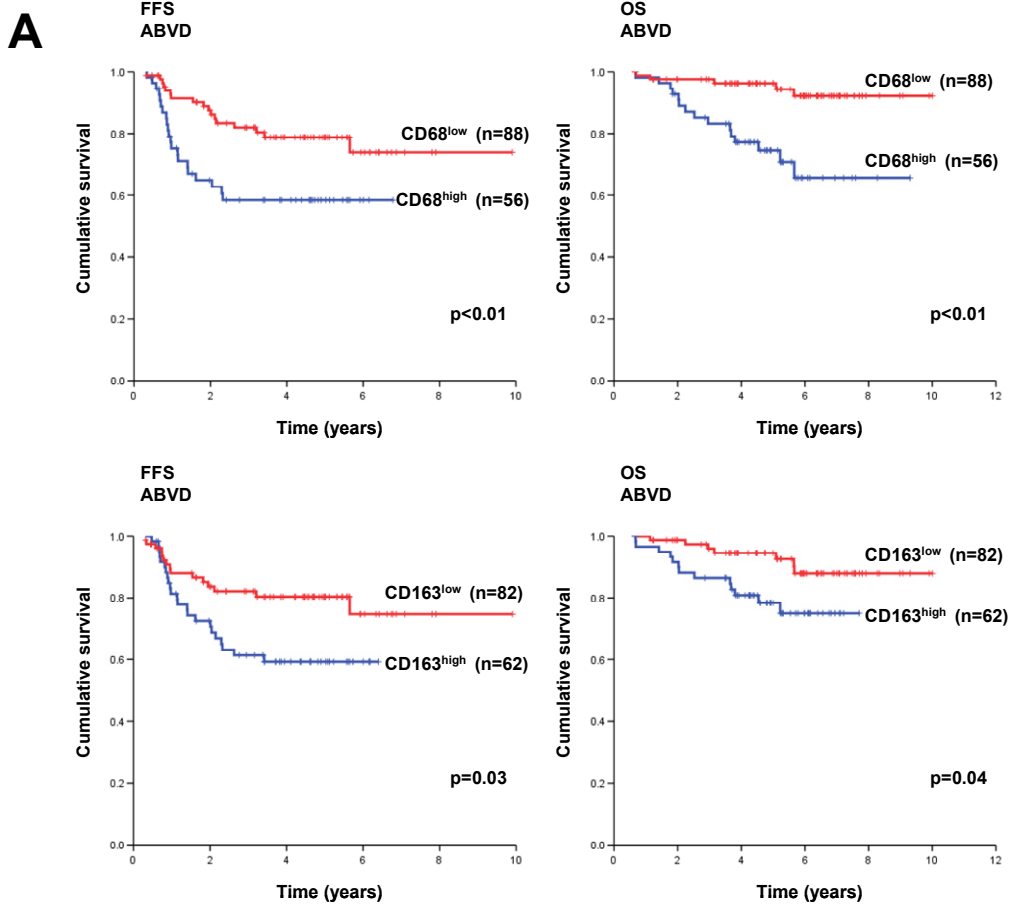 A
FFS
ABVD
Cumulative survival
1.0
0.8
0.6
0.4
0.2
0.0
CD68low (n=88)
CD68high (n=56)
p<0.01
0 2 4 6 8 10
Time (years)
OS
ABVD
Cumulative survival
1.0
0.8
0.6
0.4
0.2
0.0
CD68low (n=88)
CD68high (n=56)
p<0.01
0 2 4 6 8 10 12
Time (years)
FFS
ABVD
Cumulative survival
1.0
0.8
0.6
0.4
0.2
0.0
CD163low (n=82)
CD163high (n=62)
p=0.03
0 2 4 6 8 10
Time (years)
OS
ABVD
Cumulative survival
1.0
0.8
0.6
0.4
0.2
0.0
CD163low (n=82)
CD163high (n=62)
p=0.04
0 2 4 6 8 10 12
Time (years)